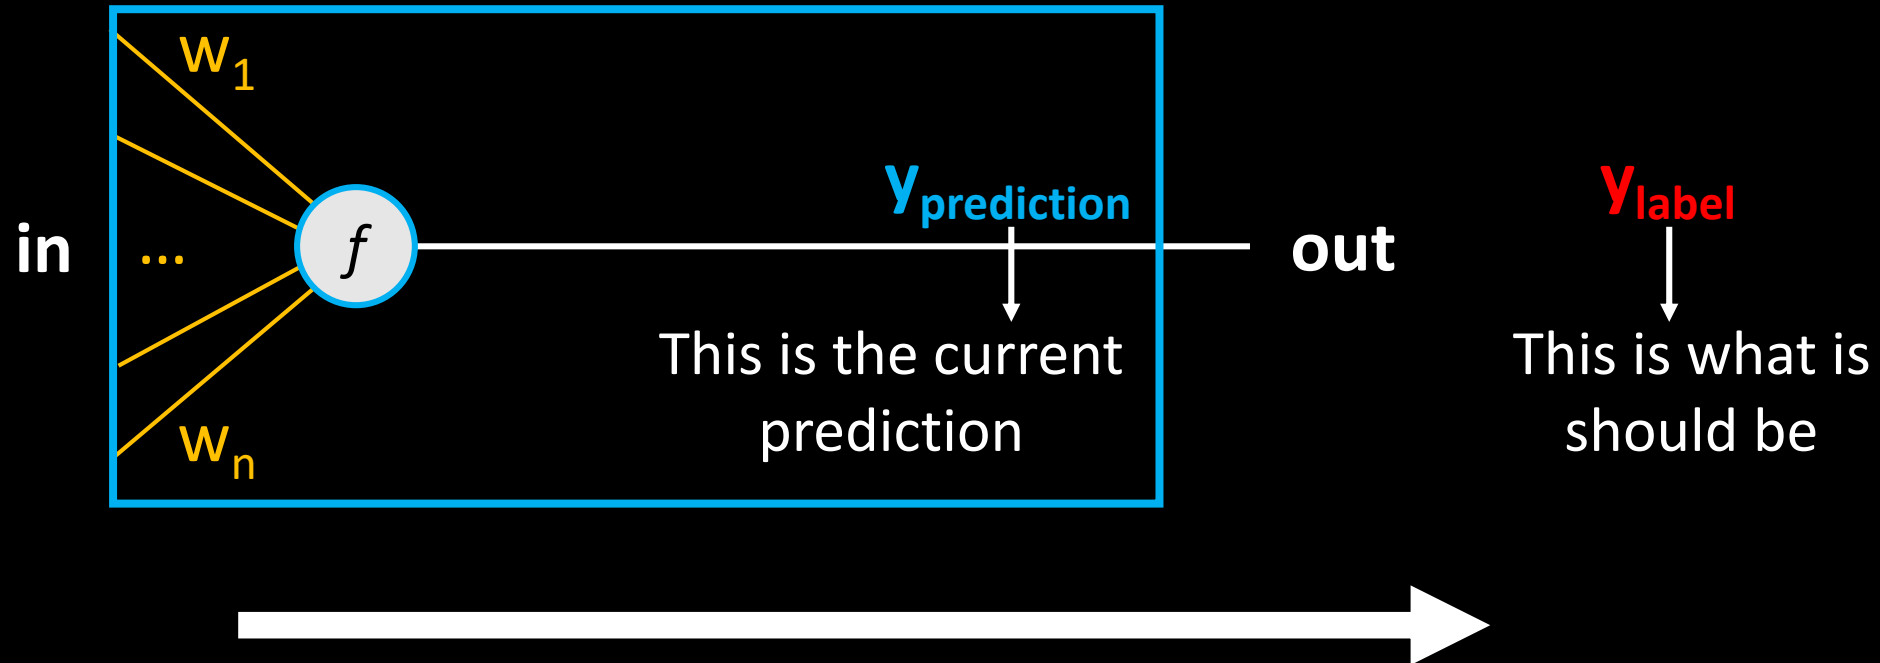 w1
yprediction
ylabel
in
...
f
out
This is the current
prediction
This is what is
should be
wn